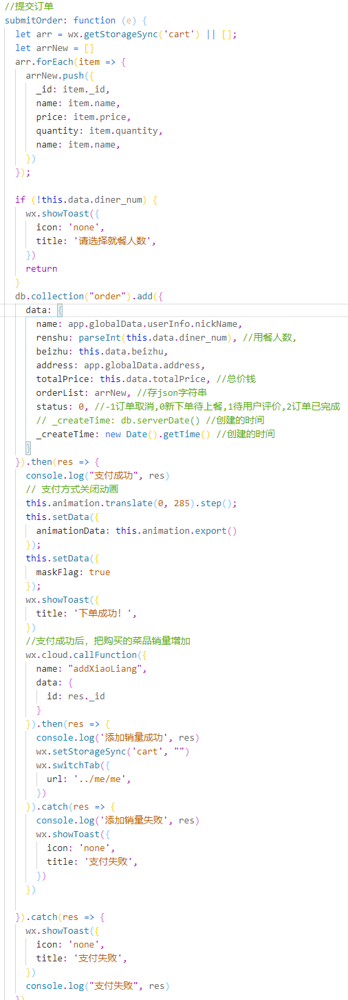 //提交订单
submitOrder: function (e) {
let arr = wx.getStorageSync('cart') || [];
let arrNew = []
arr.forEach(item => {
arrNew.push({
_id: item._id,
name: item.name,
price: item.price,
quantity: item.quantity,
name: item.name,
})
});
if (!this.data.diner_num) {
wx.showToast({
icon: 'none',
title: '请选择就餐人数',
})
return
}
db.collection("order").add({
data: {
name: app.globalData.userInfo.nickName,
renshu: parseInt(this.data.diner_num), //用餐人数,
beizhu: this.data.beizhu,
address: app.globalData.address,
totalPrice: this.data.totalPrice, //总价钱
orderList: arrNew, //存json字符串
status: 0, //-1订单取消,0新下单待上餐,1待用户评价,2订单已完成
// _createTime: db.serverDate() //创建的时间
_createTime: new Date().getTime() //创建的时间
}
}).then(res => {
console.log("支付成功", res)
// 支付方式关闭动画
this.animation.translate(0, 285).step();
this.setData({
animationData: this.animation.export()
});
this.setData({
maskFlag: true
});
wx.showToast({
title: '下单成功！',
})
//支付成功后，把购买的菜品销量增加
wx.cloud.callFunction({
name: "addXiaoLiang",
data: {
id: res._id
}
}).then(res => {
console.log('添加销量成功', res)
wx.setStorageSync('cart', "")
wx.switchTab({
url: '../me/me',
})
}).catch(res => {
console.log('添加销量失败', res)
wx.showToast({
icon: 'none',
title: '支付失败',
})
})
}).catch(res => {
wx.showToast({
icon: 'none',
title: '支付失败',
})
console.log("支付失败", res)
})